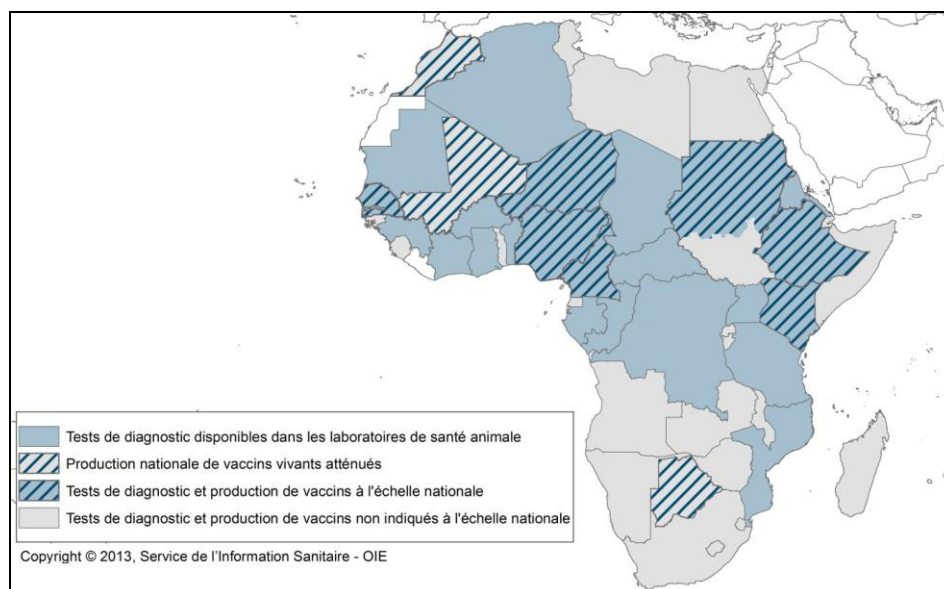 Tests de diagnostic disponibles dans les laboratoires de santé animale
Production nationale de vaccins vivants atténués
Tests de diagnostic et production de vaccins à l'échelle nationale
Tests de diagnostic et production de vaccins non indiqués à l'échelle nationale
Copyright © 2013, Service de l'Information Sanitaire - OIE